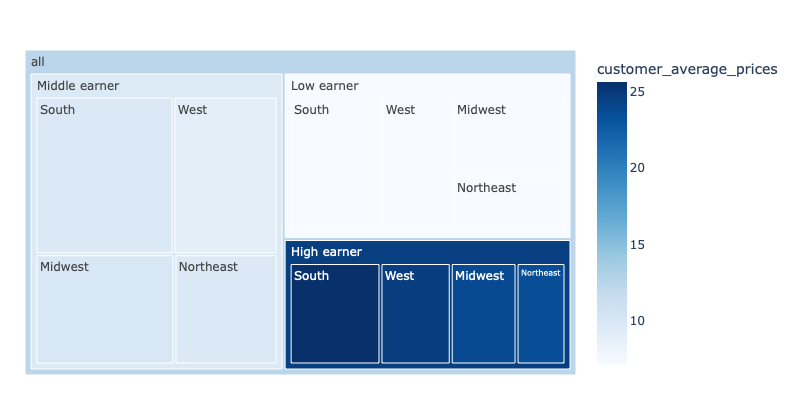 all
Middle earner
South
West
Midwest
Northeast
Low earner
South
West
Midwest
Northeast
High earner
South
West
Midwest
Northeast
customer_average_prices
25
20
15
10